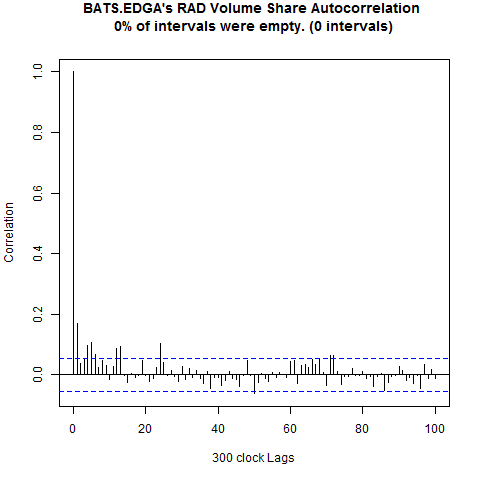 BATS.EDGA's RAD Volume Share Autocorrelation
0% of intervals were empty. (0 intervals)
Correlation
1.0
0.8
0.6
0.4
0.2
0.0
0 20 40 60 80 100
300 clock Lags